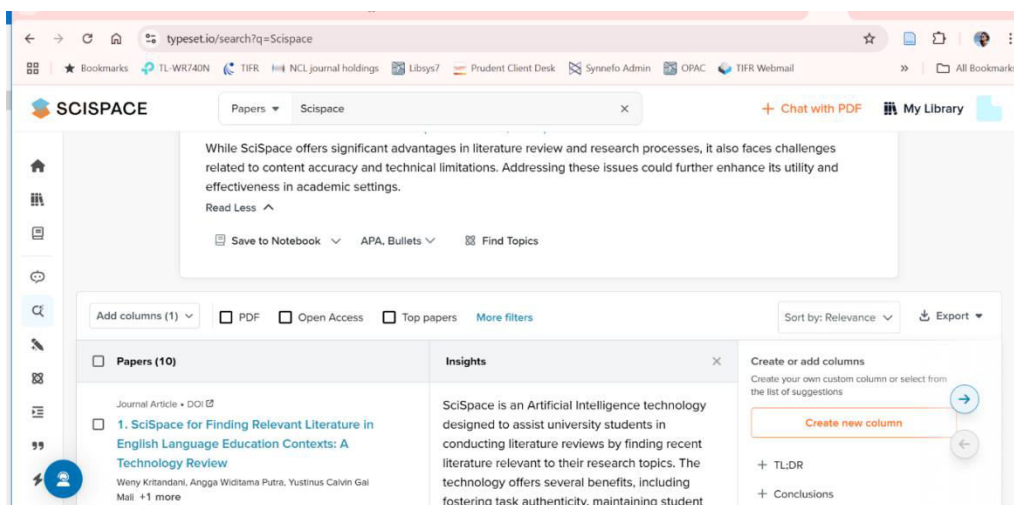 typeset.io/search?q=Scispace
Bookmarks TL-WR740N TIFR NCL journal holdings Libsys7 Prudent Client Desk Synnefo Admin OPAC TIFR Webmail » All Bookmarks
SCISPACE Papers Scispace × + Chat with PDF My Library
While SciSpace offers significant advantages in literature review and research processes, it also faces challenges
related to content accuracy and technical limitations. Addressing these issues could further enhance its utility and
effectiveness in academic settings.
Read Less
Save to Notebook APA, Bullets Find Topics
Add columns (1) PDF Open Access Top papers More filters Sort by: Relevance Export
Papers (10) Insights × Create or add columns
Create your own custom column or select from
the list of suggestions
Create new column
+ TL;DR
+ Conclusions
Journal Article • DOI
1. SciSpace for Finding Relevant Literature in
English Language Education Contexts: A
Technology Review
Weny Kritandani, Angga Widitama Putra, Yustinus Calvin Gai
Mali +1 more
SciSpace is an Artificial Intelligence technology
designed to assist university students in
conducting literature reviews by finding recent
literature relevant to their research topics. The
technology offers several benefits, including
fostering task authenticity, maintaining student